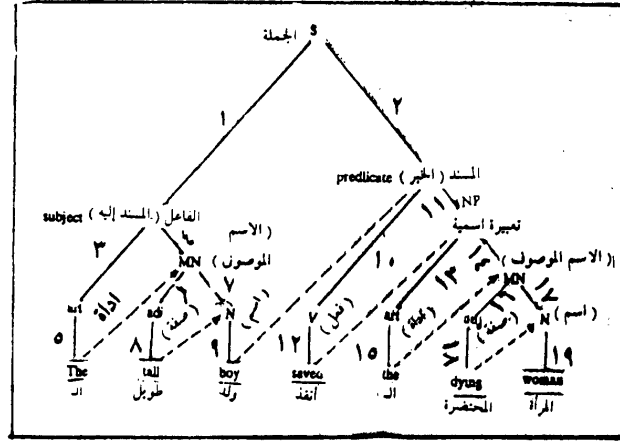 الجملة S
١ ٢
predlicate ( الخبر ) المسند
١١ NP
subject ( المسند إليه ) الفاعل
تعبيرة اسمية
٣ الاسم )
MN الموصوف (
١٠ ١٣
الاسم الموصوف (
MN
٧
art اداة adj ( صفة ) N ( اسم ) v ( فعل ) art ( اداة ) adj ( صفة ) N ( اسم )
٥ ٨ ٩ ١٢ ١٥ ١٩
The tall boy saved the dying woman
الـ طويل ولد أنقذ الـ المحتضرة المرأة